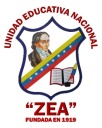 UNIDAD EDUCATIVA NACIONAL
"ZEA"
FUNDADA EN 1919